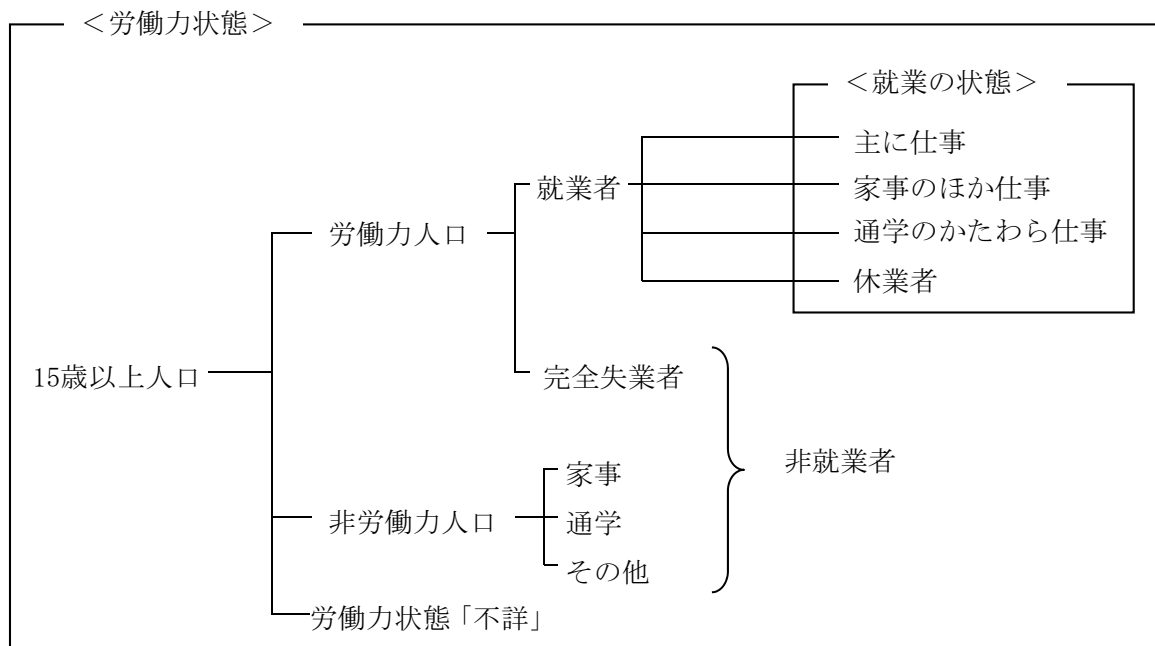 ＜労働力状態＞
＜就業の状態＞
主に仕事
就業者
家事のほか仕事
労働力人口
通学のかたわら仕事
休業者
15歳以上人口
完全失業者
非就業者
家事
非労働力人口
通学
その他
労働力状態「不詳」